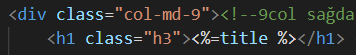 <div class="col-md-9"><!--9col sağda
<h1 class="h3"><%=title %></h1>